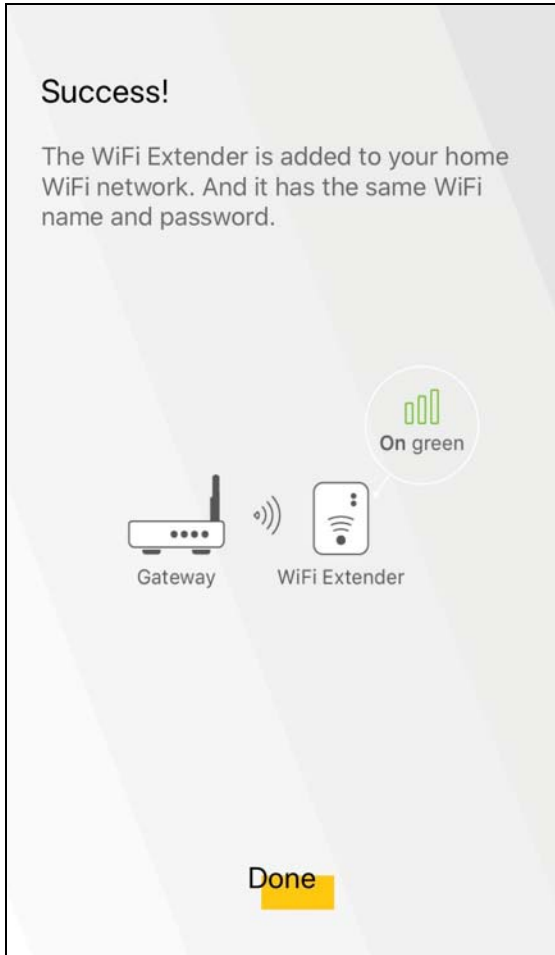 Success!
The WiFi Extender is added to your home
WiFi network. And it has the same WiFi
name and password.
On green
Gateway
WiFi Extender
Done